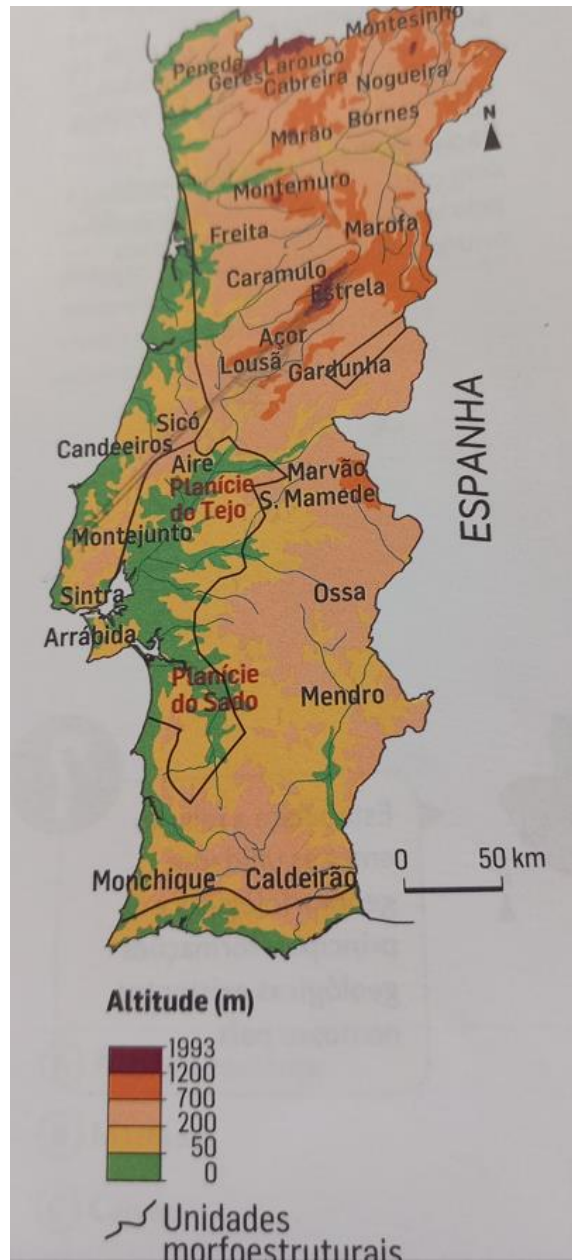 Montesinho
Peneda
Gerês
Larouco
Cabreira
Nogueira
Bornes
Marão
N
Montemuro
Freita
Marofa
Caramulo
Estrela
Açor
Lousã
Gardunha
Sicó
Candeeiros
Aire
Marvão
Planície
do Tejo
S. Mamede
ESPANHA
Montejunto
Sintra
Ossa
Arrábida
Planície
do Sado
Mendro
0 50 km
Monchique
Caldeirão
Altitude (m)
1993
1200
700
200
50
0
Unidades
morfoestruturais